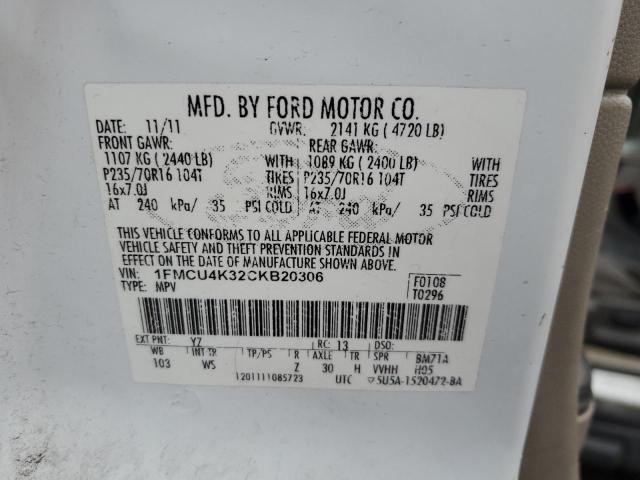 MFD. BY FORD MOTOR CO.
DATE: 11/11 GVWR: 2141 KG ( 4720 LB)
FRONT GAWR: REAR GAWR:
1107 KG ( 2440 LB) WITH 1089 KG ( 2400 LB) WITH
P235/70R16 104T TIRES P235/70R16 104T TIRES
16x7.0J RIMS 16x7.0J RIMS
AT 240 kPa/ 35 PSI COLD AT 240 kPa/ 35 PSI COLD
THIS VEHICLE CONFORMS TO ALL APPLICABLE FEDERAL MOTOR
VEHICLE SAFETY AND THEFT PREVENTION STANDARDS IN
EFFECT ON THE DATE OF MANUFACTURE SHOWN ABOVE.
VIN: 1FMCU4K32CKB20306 F0108
TYPE: MPV T0296
EXT PNT: YZ RC: 13 DSO:
WB INT TR TP/PS R AXLE TR SPR BM7TA
103 WS Z 30 H VVHH H05
1201111085723 UTC 5U5A-1520472-BA